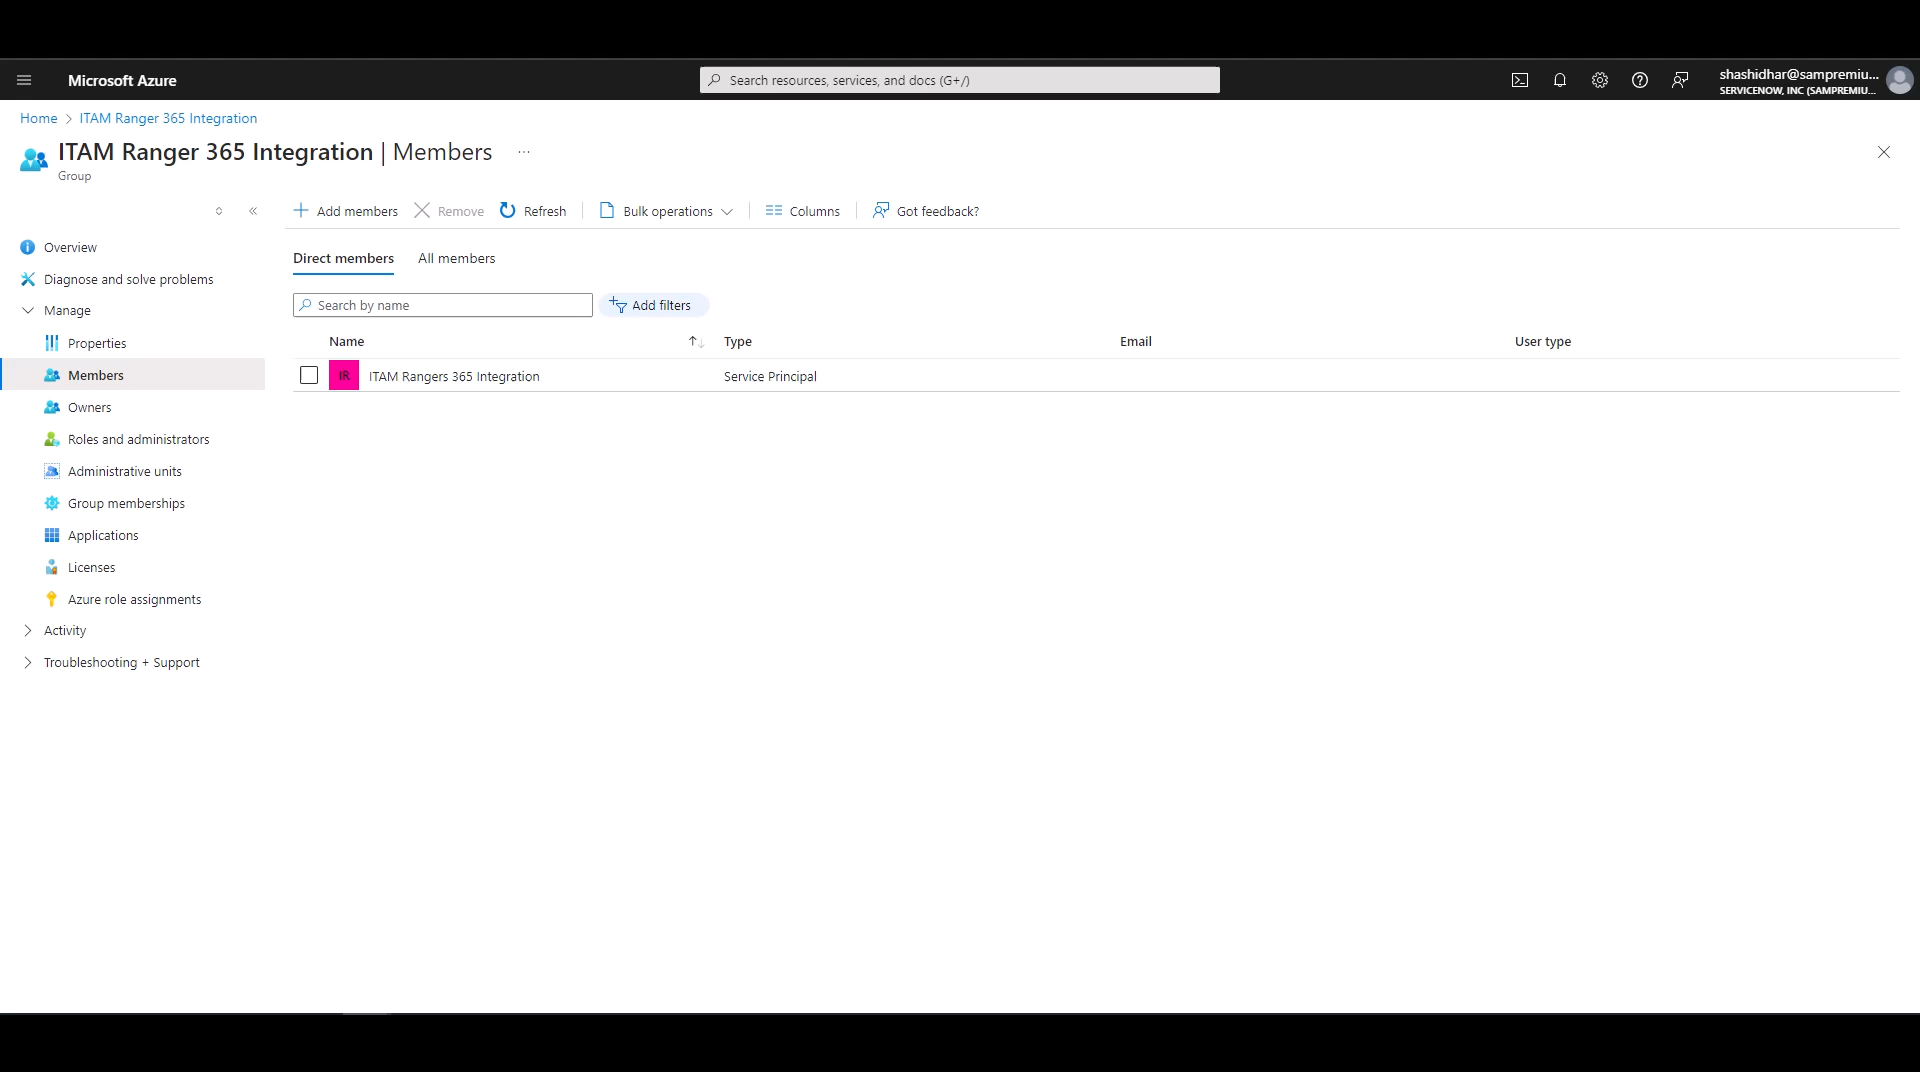 Microsoft Azure
Search resources, services, and docs (G+/)
shashidhar@sampremiu...
SERVICENOW, INC (SAMPREMIU...
Home > ITAM Ranger 365 Integration
ITAM Ranger 365 Integration | Members ...
Group
Add members Remove Refresh Bulk operations Columns Got feedback?
Overview
Diagnose and solve problems
Manage
Properties
Members
Owners
Roles and administrators
Administrative units
Group memberships
Applications
Licenses
Azure role assignments
Activity
Troubleshooting + Support
Direct members All members
Search by name Add filters
Name Type Email User type
IR ITAM Rangers 365 Integration Service Principal